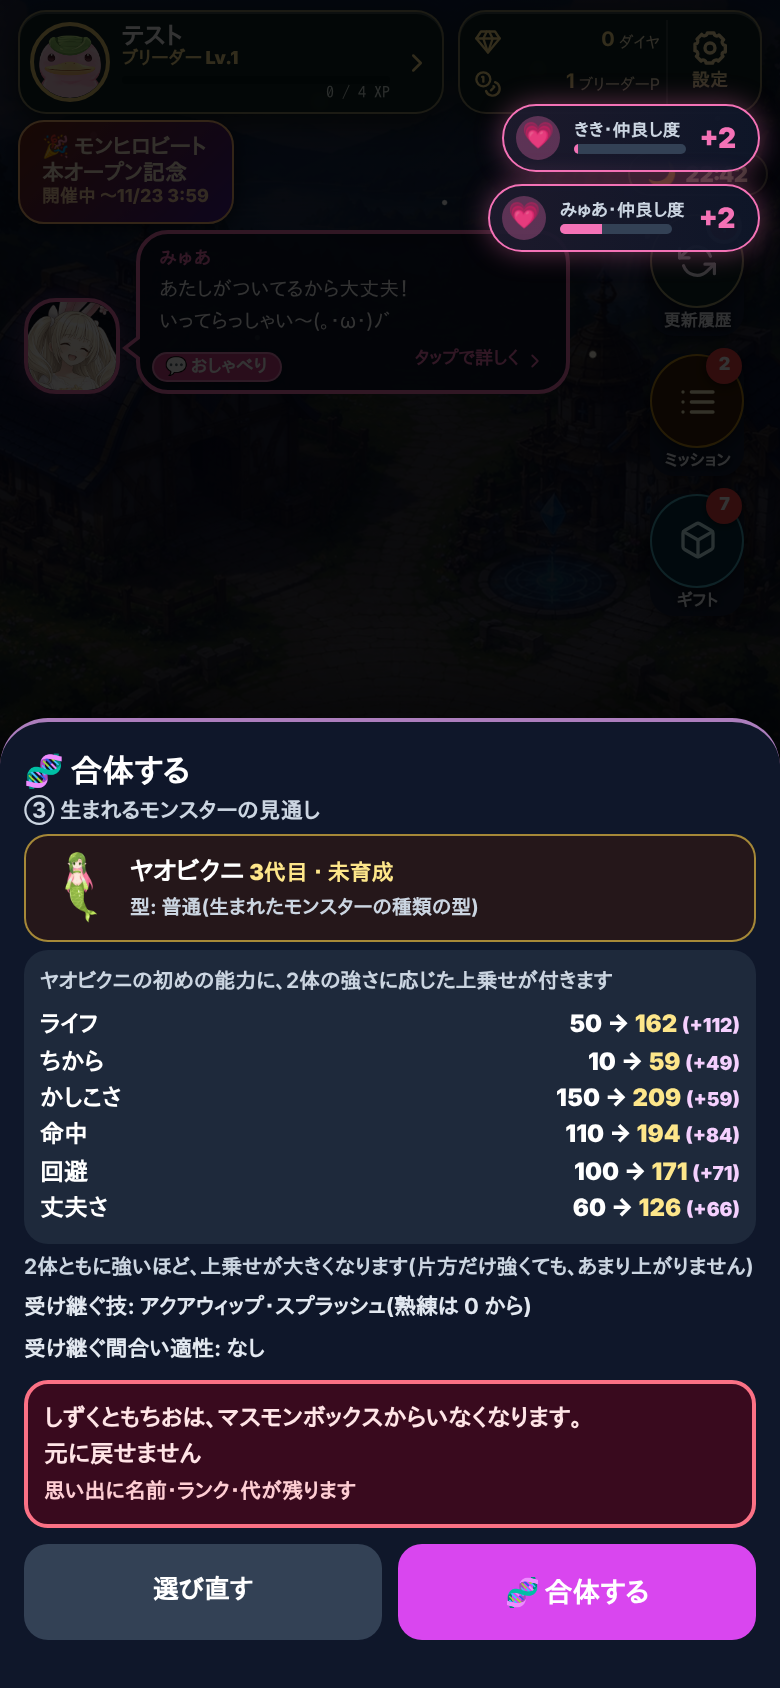 テスト
ブリーダー Lv.1
0 / 4 XP
0 ダイヤ
1 ブリーダーP
設定
🎉 モンヒロビート
本オープン記念
開催中 〜11/23 3:59
きき・仲良し度 +2
22:42
みゅあ・仲良し度 +2
みゅあ
あたしがついてるから大丈夫!
いってらっしゃい〜(。･ω･)ﾉﾞ
💬 おしゃべり
タップで詳しく
更新履歴
2
ミッション
7
ギフト
🧬 合体する
③ 生まれるモンスターの見通し
ヤオビクニ 3代目・未育成
型: 普通(生まれたモンスターの種類の型)
ヤオビクニの初めの能力に、2体の強さに応じた上乗せが付きます
ライフ 50 → 162 (+112)
ちから 10 → 59 (+49)
かしこさ 150 → 209 (+59)
命中 110 → 194 (+84)
回避 100 → 171 (+71)
丈夫さ 60 → 126 (+66)
2体ともに強いほど、上乗せが大きくなります(片方だけ強くても、あまり上がりません)
受け継ぐ技: アクアウィップ・スプラッシュ(熟練は 0 から)
受け継ぐ間合い適性: なし
しずくともちおは、マスモンボックスからいなくなります。
元に戻せません
思い出に名前・ランク・代が残ります
選び直す
🧬 合体する